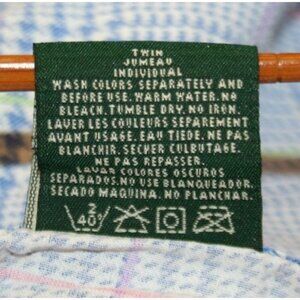 TWIN
JUMEAU
INDIVIDUAL
WASH COLORS SEPARATELY AND
BEFORE USE. WARM WATER. NO
BLEACH. TUMBLE DRY. NO IRON.
LAVER LES COULEURS SEPAREMENT
AVANT USAGE. EAU TIEDE. NE PAS
BLANCHIR. SECHER CULBUTAGE.
NE PAS REPASSER.
LAVAR COLORES OSCUROS
SEPARADOS. NO USE BLANQUEADOR.
SECADO MAQUINA. NO PLANCHAR.
2
40°